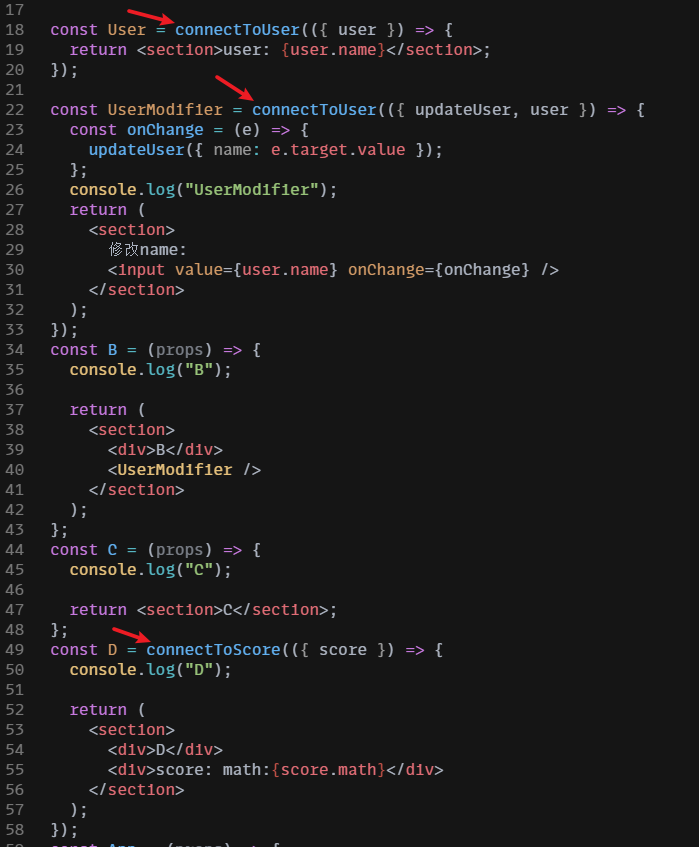 17
18 const User = connectToUser(({ user }) => {
19   return <section>user: {user.name}</section>;
20 });
21
22 const UserModifier = connectToUser(({ updateUser, user }) => {
23   const onChange = (e) => {
24     updateUser({ name: e.target.value });
25   };
26   console.log("UserModifier");
27   return (
28     <section>
29       修改name:
30       <input value={user.name} onChange={onChange} />
31     </section>
32   );
33 });
34 const B = (props) => {
35   console.log("B");
36
37   return (
38     <section>
39       <div>B</div>
40       <UserModifier />
41     </section>
42   );
43 };
44 const C = (props) => {
45   console.log("C");
46
47   return <section>C</section>;
48 };
49 const D = connectToScore(({ score }) => {
50   console.log("D");
51
52   return (
53     <section>
54       <div>D</div>
55       <div>score: math:{score.math}</div>
56     </section>
57   );
58 });
59 const App = (props) => {